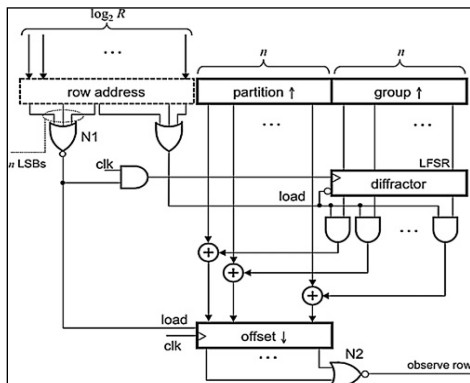 log₂ R
n
n
...
row address
partition ↑
group ↑
...
...
N1
n LSBs
clk
LFSR
diffractor
load
...
load
clk
offset ↓
...
N2
observe row